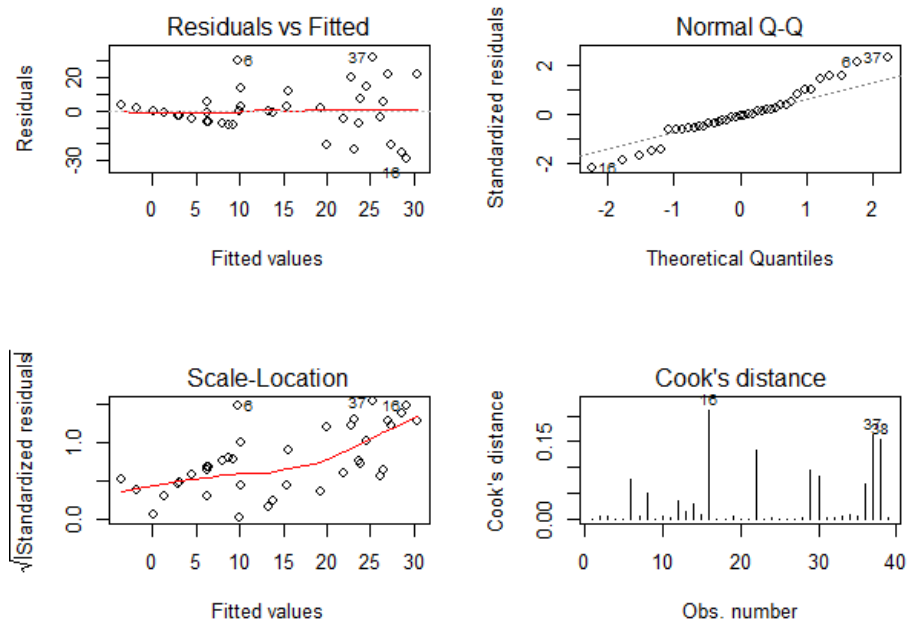 Residuals vs Fitted
Residuals
20
0
-30
6
37
16
0 5 10 15 20 25 30
Fitted values
Normal Q-Q
Standardized residuals
2
0
-2
6 37
16
-2 -1 0 1 2
Theoretical Quantiles
Scale-Location
√|Standardized residuals|
1.0
0.0
6
37 16
0 5 10 15 20 25 30
Fitted values
Cook's distance
Cook's distance
0.15
0.00
16
37
38
0 10 20 30 40
Obs. number